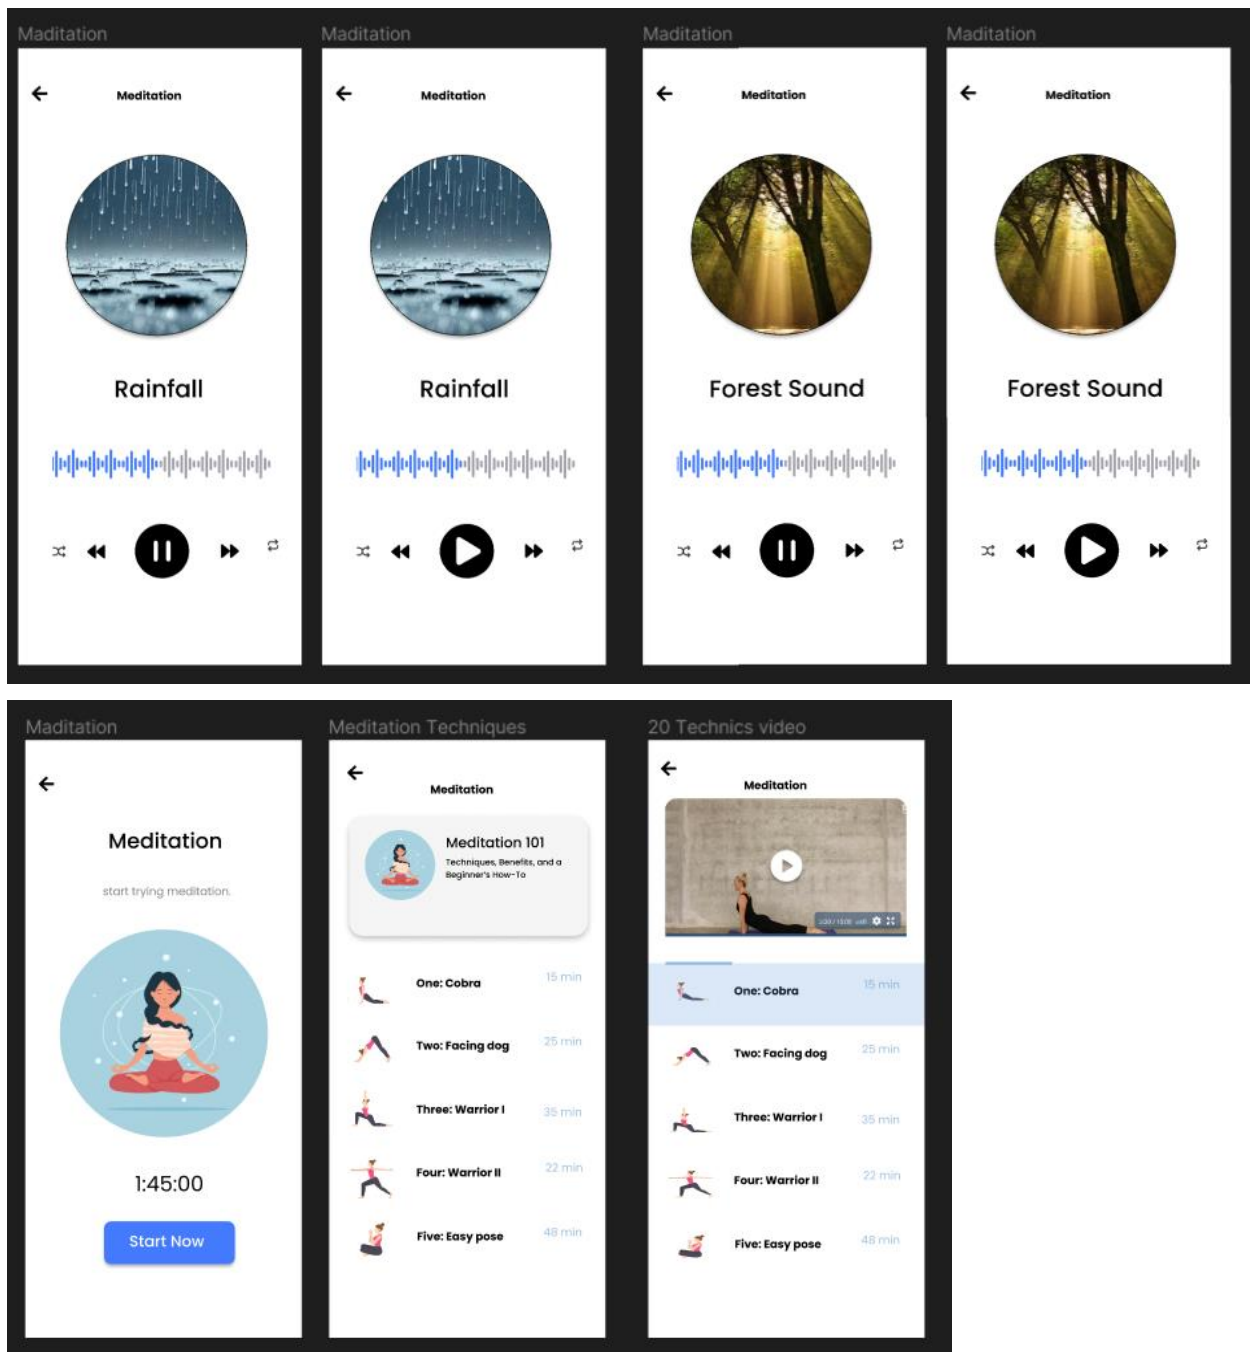 Maditation
Maditation
Maditation
Maditation
Meditation
Meditation
Meditation
Meditation
Rainfall
Rainfall
Forest Sound
Forest Sound
Maditation
Meditation
start trying meditation.
1:45:00
Start Now
Meditation Techniques
Meditation
Meditation 101
Techniques, Benefits, and a
Beginner's How-To
One: Cobra 15 min
Two: Facing dog 25 min
Three: Warrior I 35 min
Four: Warrior II 22 min
Five: Easy pose 48 min
20 Technics video
Meditation
One: Cobra 15 min
Two: Facing dog 25 min
Three: Warrior I 35 min
Four: Warrior II 22 min
Five: Easy pose 48 min